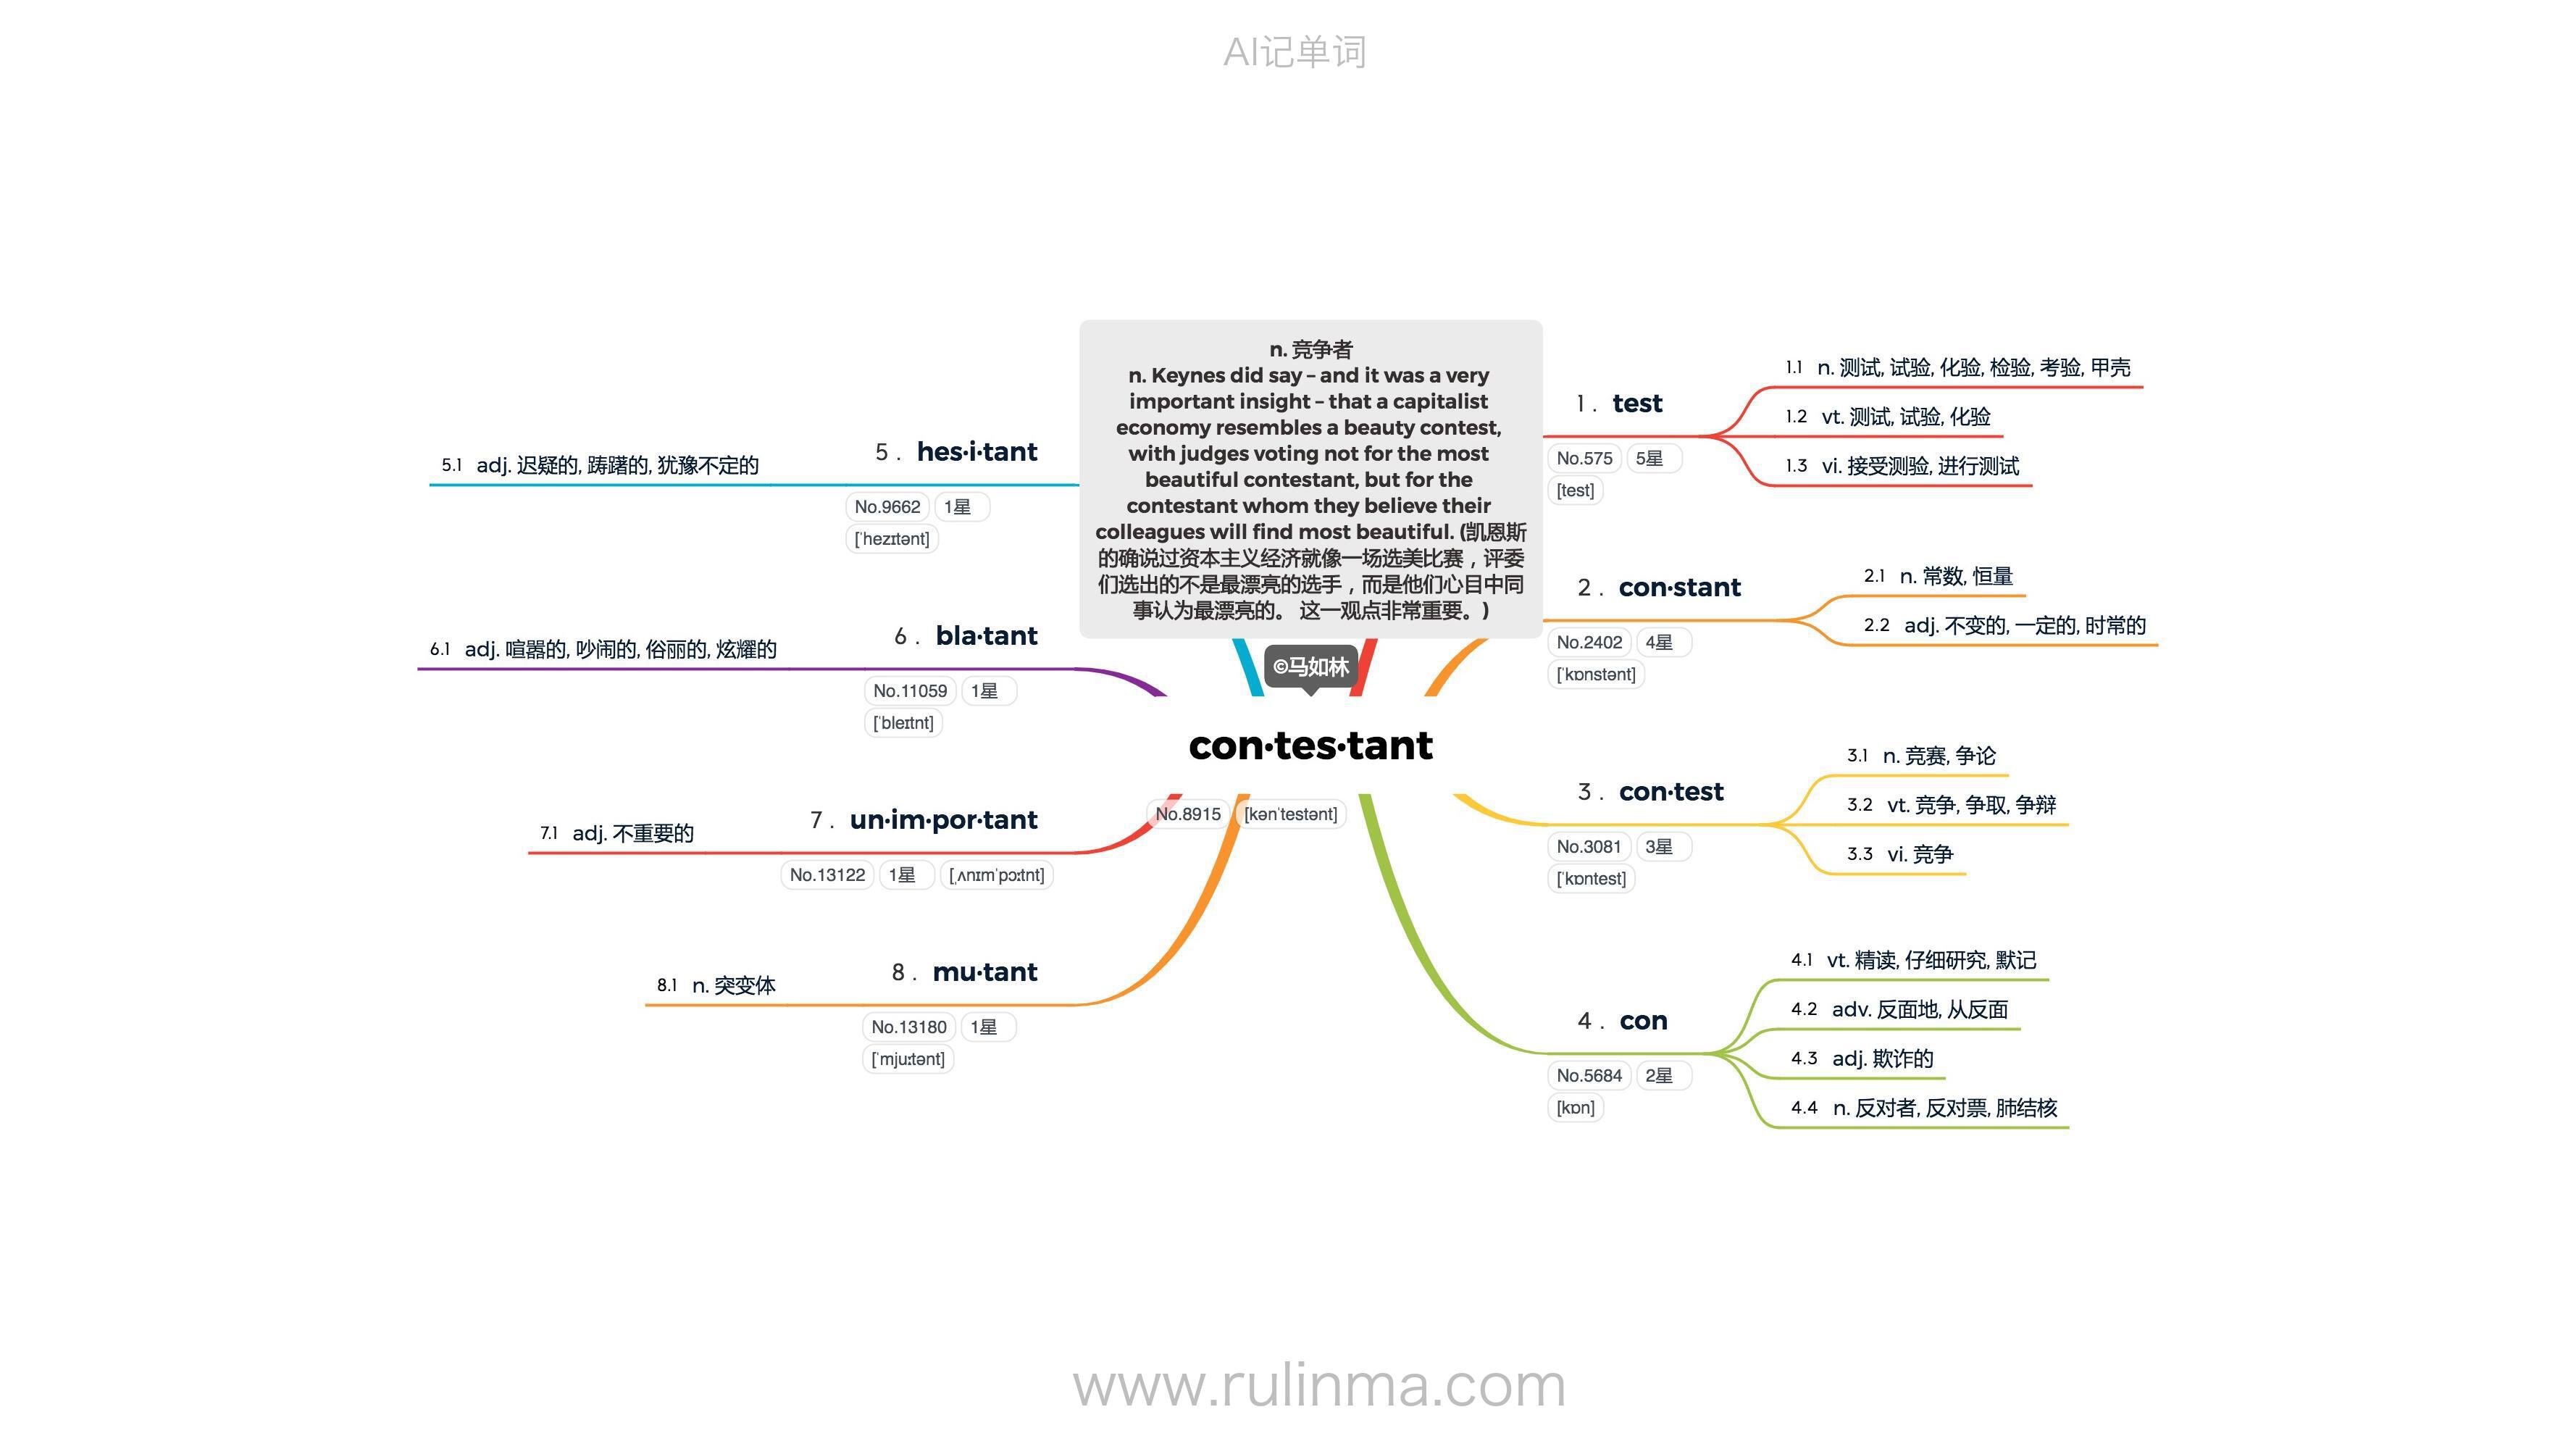 AI记单词
n. 竞争者
n. Keynes did say – and it was a very
important insight – that a capitalist
economy resembles a beauty contest,
with judges voting not for the most
beautiful contestant, but for the
contestant whom they believe their
colleagues will find most beautiful. (凯恩斯
的确说过资本主义经济就像一场选美比赛，评委
们选出的不是最漂亮的选手，而是他们心目中同
事认为最漂亮的。 这一观点非常重要。)
©马如林
con·tes·tant
No.8915 [kənˈtestənt]
1. test
No.575 5星
[test]
1.1 n. 测试, 试验, 化验, 检验, 考验, 甲壳
1.2 vt. 测试, 试验, 化验
1.3 vi. 接受测验, 进行测试
2. con·stant
No.2402 4星
[ˈkɒnstənt]
2.1 n. 常数, 恒量
2.2 adj. 不变的, 一定的, 时常的
3. con·test
No.3081 3星
[ˈkɒntest]
3.1 n. 竞赛, 争论
3.2 vt. 竞争, 争取, 争辩
3.3 vi. 竞争
4. con
No.5684 2星
[kɒn]
4.1 vt. 精读, 仔细研究, 默记
4.2 adv. 反面地, 从反面
4.3 adj. 欺诈的
4.4 n. 反对者, 反对票, 肺结核
5. hes·i·tant
No.9662 1星
[ˈhezɪtənt]
5.1 adj. 迟疑的, 踌躇的, 犹豫不定的
6. bla·tant
No.11059 1星
[ˈbleɪtnt]
6.1 adj. 喧嚣的, 吵闹的, 俗丽的, 炫耀的
7. un·im·por·tant
No.13122 1星 [ˌʌnɪmˈpɔːtnt]
7.1 adj. 不重要的
8. mu·tant
No.13180 1星
[ˈmjuːtənt]
8.1 n. 突变体
www.rulinma.com